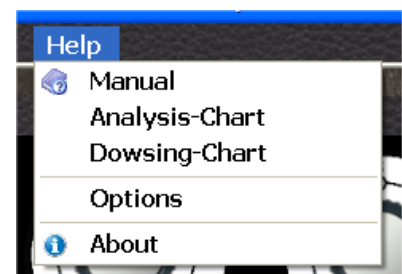 Help
Manual
Analysis-Chart
Dowsing-Chart
Options
About